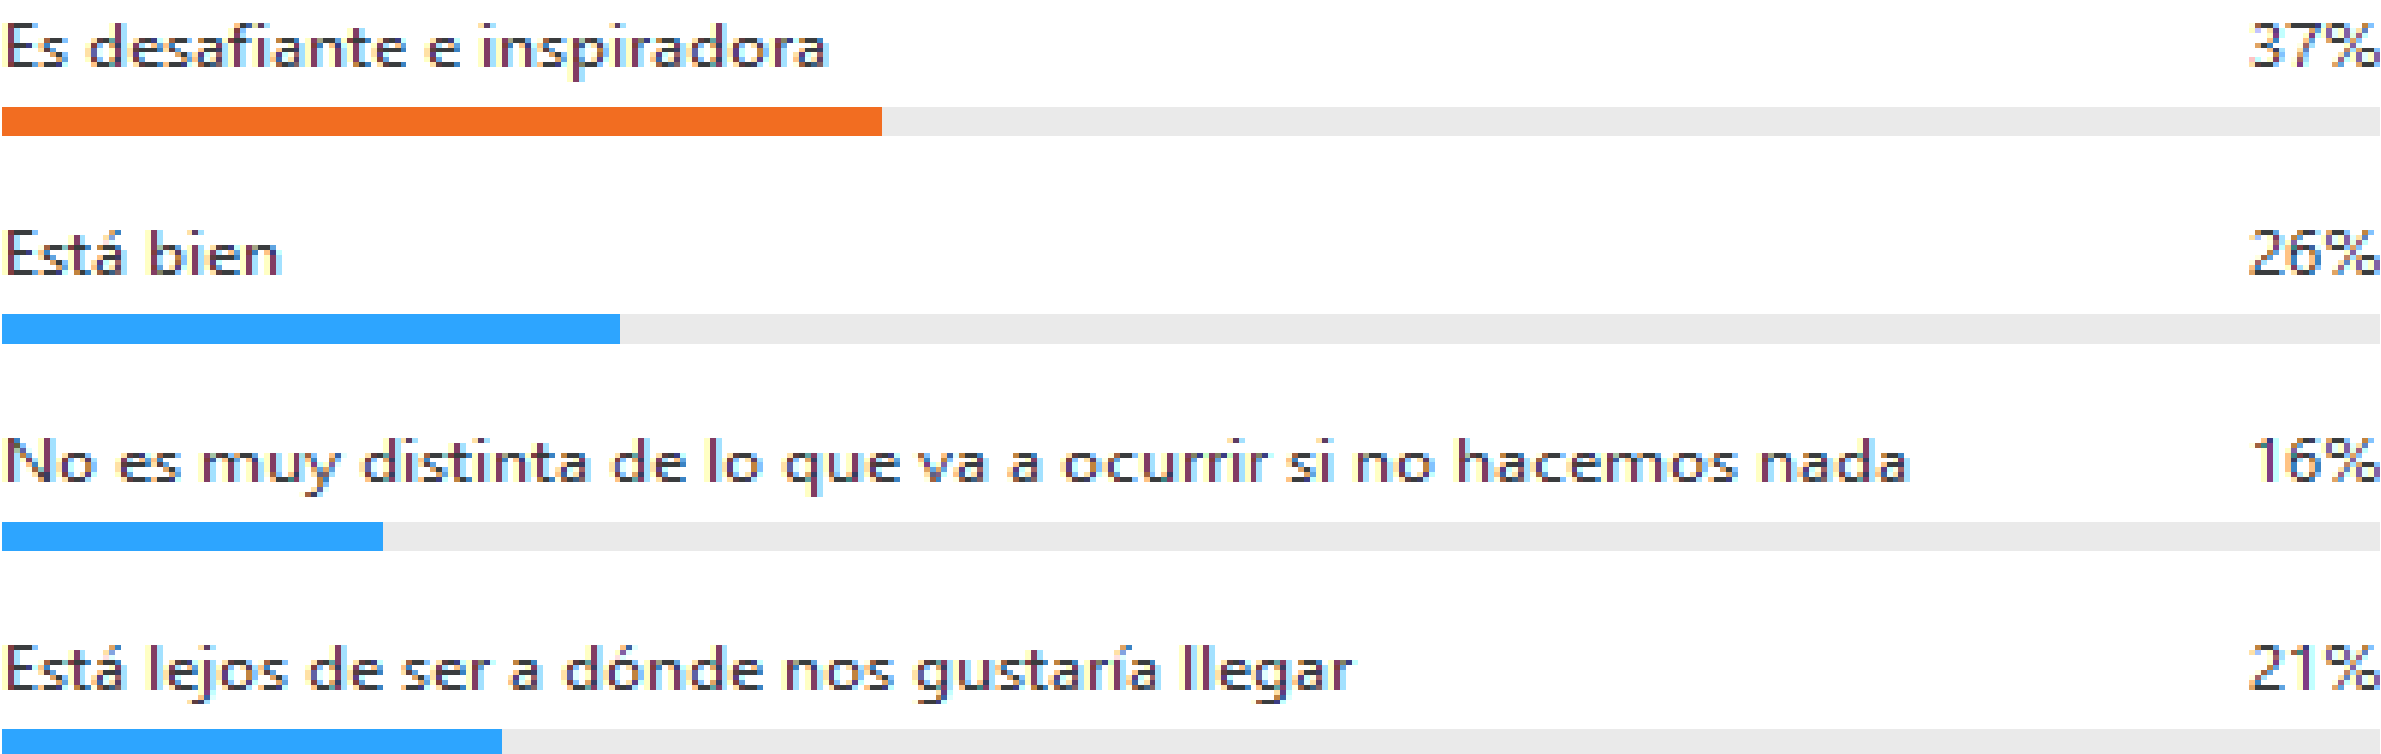 Es desafiante e inspiradora 37%
Está bien 26%
No es muy distinta de lo que va a ocurrir si no hacemos nada 16%
Está lejos de ser a dónde nos gustaría llegar 21%